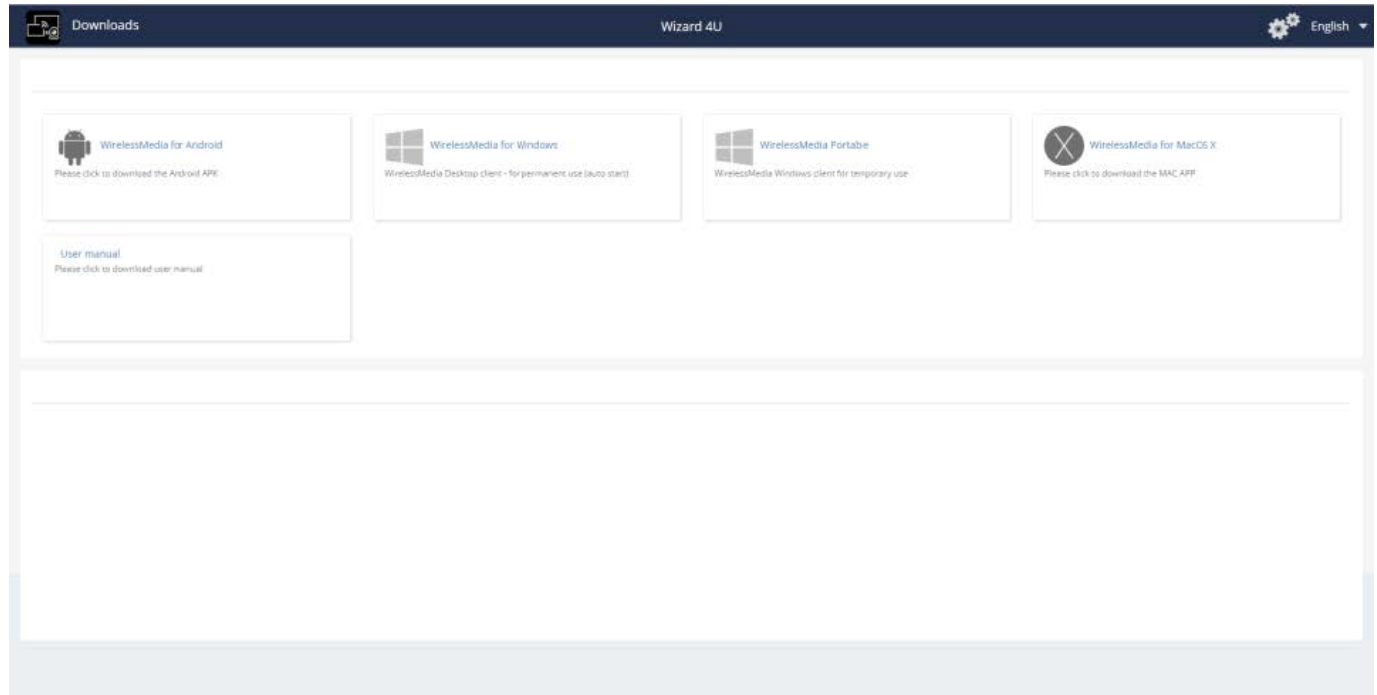 Downloads
Wizard 4U
English
WirelessMedia for Android
Please click to download the Android APK
WirelessMedia for Windows
WirelessMedia Desktop client - for permanent use (auto start)
WirelessMedia Portable
WirelessMedia Windows client for temporary use
WirelessMedia for MacOS X
Please click to download the MAC APP
User manual
Please click to download user manual